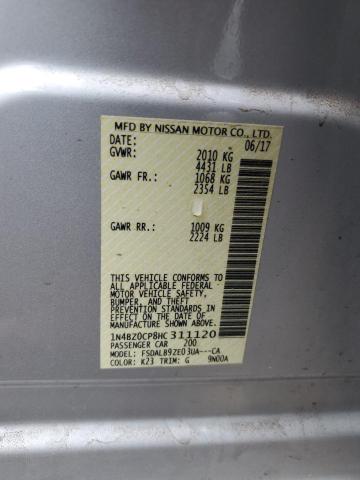 MFD BY NISSAN MOTOR CO., LTD.
DATE: 06/17
GVWR: 2010 KG
4431 LB
GAWR FR.: 1068 KG
2354 LB
GAWR RR.: 1009 KG
2224 LB
THIS VEHICLE CONFORMS TO
ALL APPLICABLE FEDERAL
MOTOR VEHICLE SAFETY,
BUMPER, AND THEFT
PREVENTION STANDARDS IN
EFFECT ON THE DATE OF
MANUFACTURE SHOWN ABOVE.
1N4BZ0CP8HC 311120
PASSENGER CAR 200
MODEL: FSDALB9ZE03UA---CA
COLOR: K23 TRIM: G 9N00A